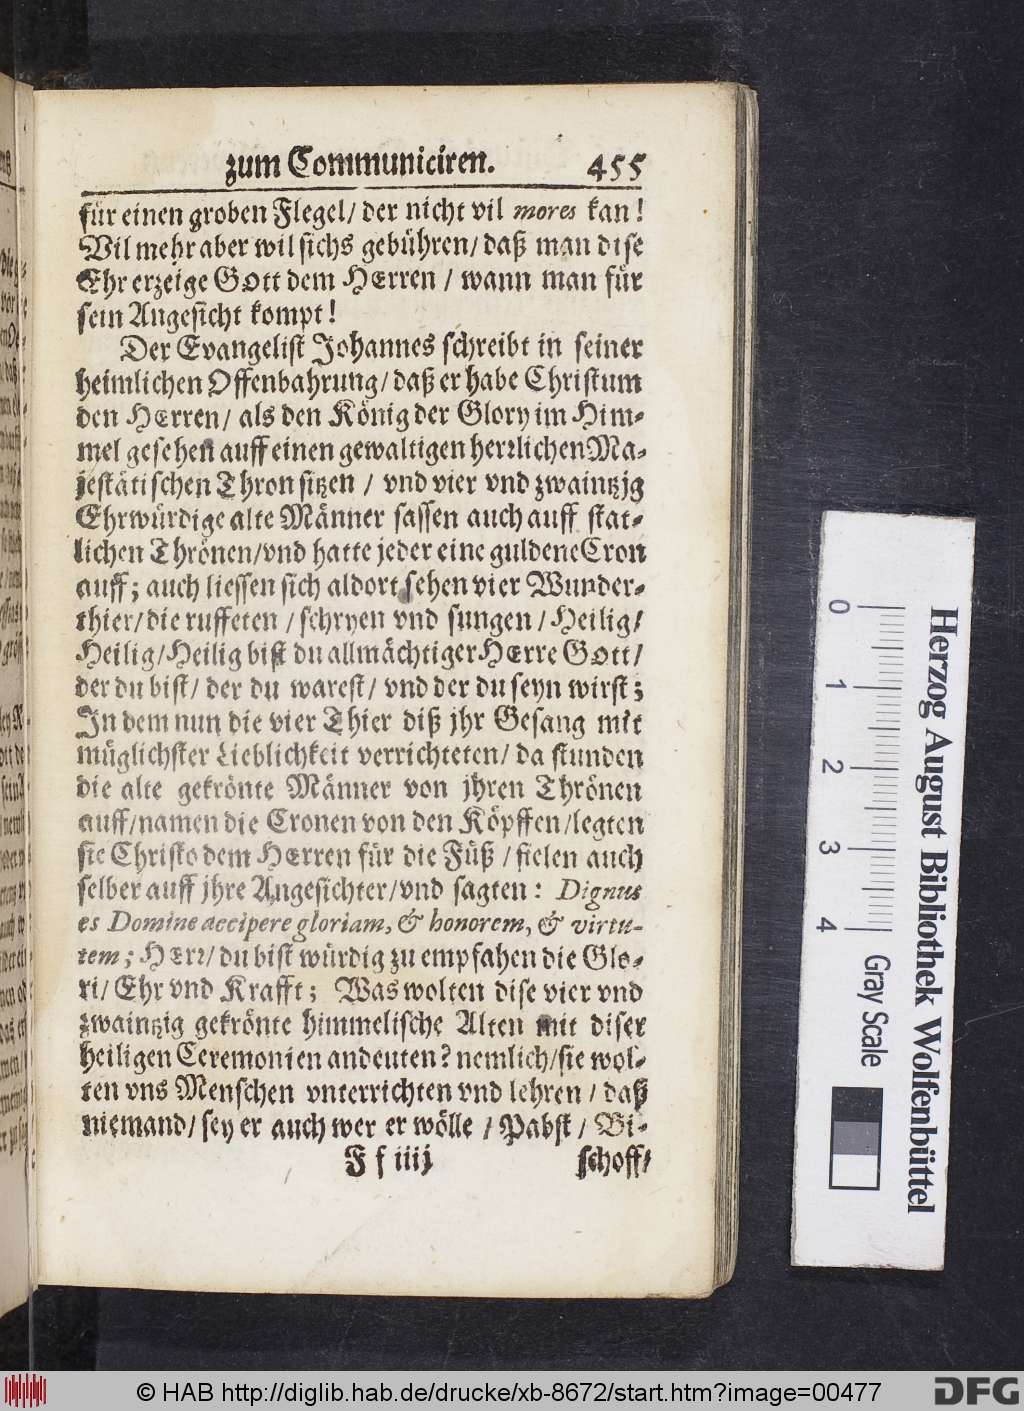 zum Communiciren. 455
für einen groben Flegel/ der nicht vil mores kan!
Vil mehr aber wil sichs gebühren/ daß man dise
Ehr erzeige GOtt dem HErren / wann man für
sein Angesicht kompt!
Der Evangelist Johannes schreibt in seiner
heimlichen Offenbahrung/ daß er habe Christum
den HErren/ als den König der Glory im Him-
mel gesehen auff einen gewaltigen herrlichen Ma-
jestätischen Thron sitzen / vnd vier vnd zwaintzjg
Ehrwürdige alte Männer sassen auch auff stat-
lichen Thrönen/vnd hatte jeder eine guldene Cron
auff; auch liessen sich aldort sehen vier Wunder-
thier/ die ruffeten / schryen vnd sungen / Heilig/
Heilig/ Heilig bist du allmächtiger HErre GOtt/
der du bist/ der du warest/ vnd der du seyn wirst;
In dem nun die vier Thier diß jhr Gesang mit
müglichster Lieblichkeit verrichteten/ da stunden
die alte gekrönte Männer von jhren Thrönen
auff/namen die Cronen von den Köpffen/legten
sie Christo dem HErren für die Füß / fielen auch
selber auff jhre Angesichter/vnd sagten: Dignus
es Domine accipere gloriam, & honorem, & virtu-
tem; HErr/ du bist würdig zu empfahen die Glo-
ri/ Ehr vnd Krafft; Was wolten dise vier vnd
zwaintzig gekrönte himmelische Alten mit diser
heiligen Ceremonien andeuten? nemlich/sie wol-
ten vns Menschen vnterrichten vnd lehren / daß
niemand/ sey er auch wer er wölle / Pabst / Bi-
F f iiij schoff/
0 1 2 3 4
Gray Scale
Herzog August Bibliothek Wolfenbüttel
© HAB http://diglib.hab.de/drucke/xb-8672/start.htm?image=00477
DFG